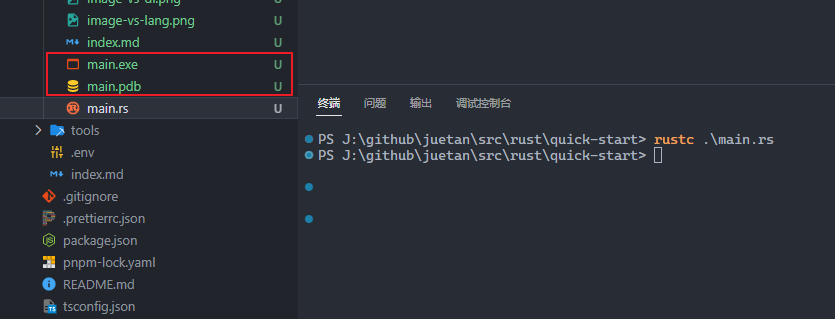 image-vs-di.png U
image-vs-lang.png U
index.md U
main.exe U
main.pdb U
main.rs U
tools
.env
index.md
.gitignore
.prettierrc.json
package.json
pnpm-lock.yaml
README.md
tsconfig.json
终端 问题 输出 调试控制台
PS J:\github\juetan\src\rust\quick-start> rustc .\main.rs
PS J:\github\juetan\src\rust\quick-start>